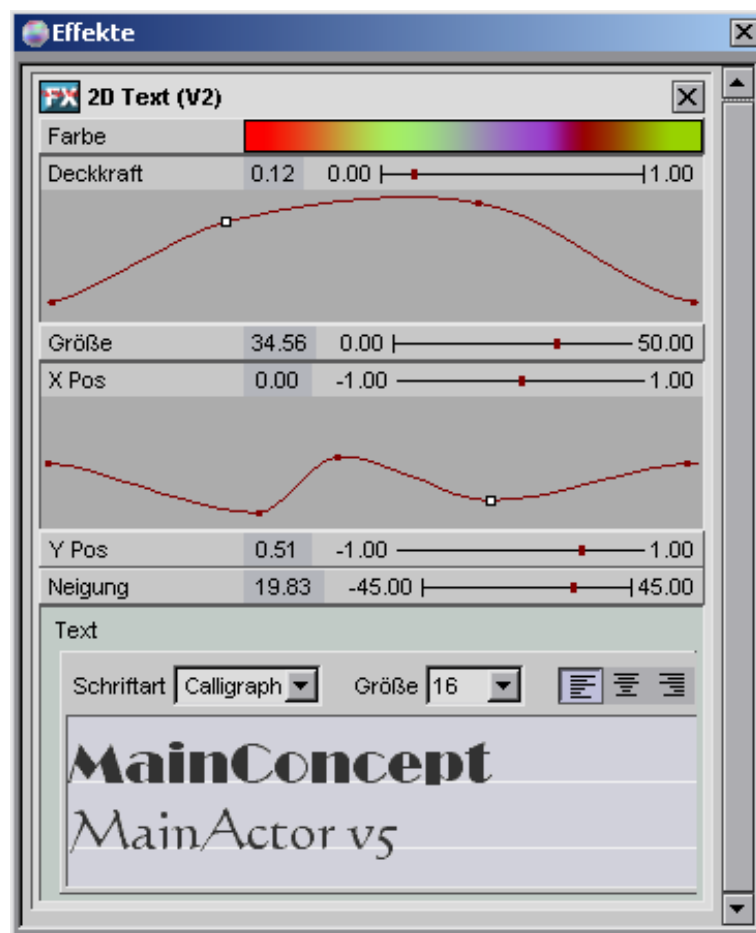 Effekte
FX 2D Text (V2)
Farbe
Deckkraft 0.12 0.00 1.00
Größe 34.56 0.00 50.00
X Pos 0.00 -1.00 1.00
Y Pos 0.51 -1.00 1.00
Neigung 19.83 -45.00 45.00
Text
Schriftart Calligraph Größe 16
MainConcept
MainActor v5